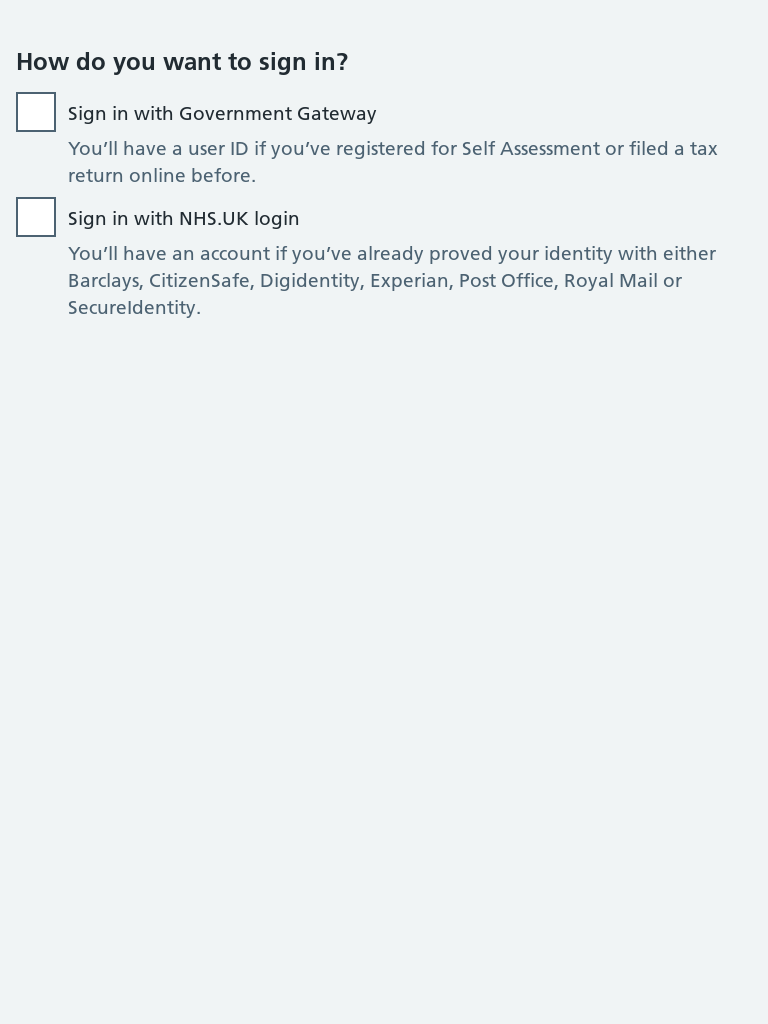 How do you want to sign in?
Sign in with Government Gateway
You’ll have a user ID if you’ve registered for Self Assessment or filed a tax
return online before.
Sign in with NHS.UK login
You’ll have an account if you’ve already proved your identity with either
Barclays, CitizenSafe, Digidentity, Experian, Post Office, Royal Mail or
SecureIdentity.